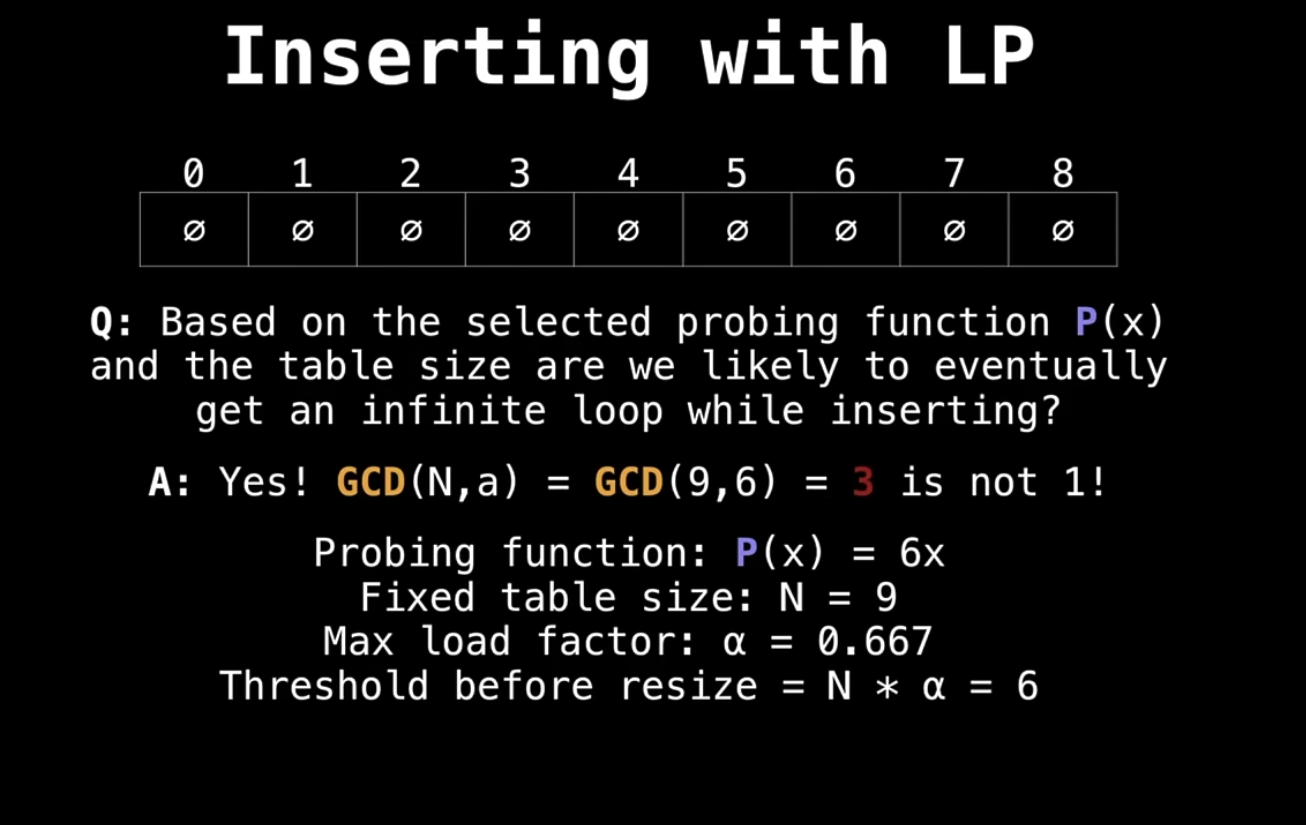 Inserting with LP
0 1 2 3 4 5 6 7 8
∅ ∅ ∅ ∅ ∅ ∅ ∅ ∅ ∅
Q: Based on the selected probing function P(x)
and the table size are we likely to eventually
get an infinite loop while inserting?
A: Yes! GCD(N,a) = GCD(9,6) = 3 is not 1!
Probing function: P(x) = 6x
Fixed table size: N = 9
Max load factor: α = 0.667
Threshold before resize = N * α = 6